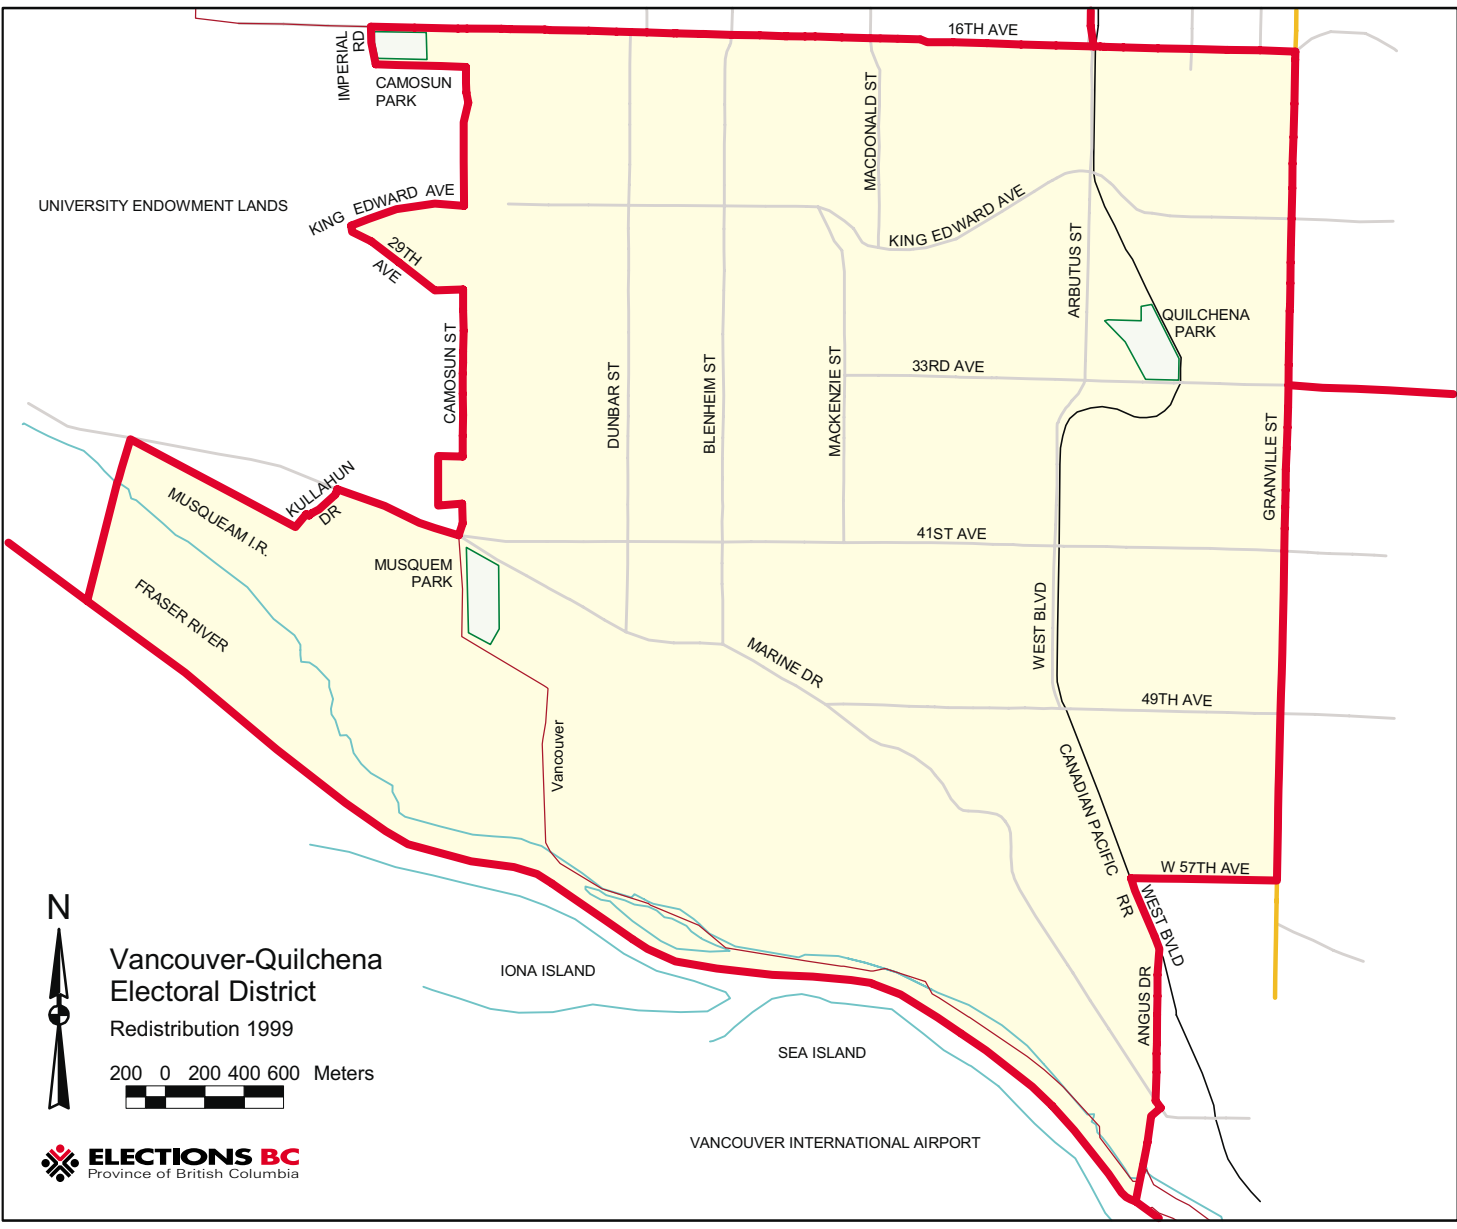 16TH AVE
IMPERIAL
RD
CAMOSUN
PARK
MACDONALD ST
UNIVERSITY ENDOWMENT LANDS
KING EDWARD AVE
KING EDWARD AVE
29TH
AVE
ARBUTUS ST
QUILCHENA
PARK
CAMOSUN ST
DUNBAR ST
BLENHEIM ST
MACKENZIE ST
33RD AVE
GRANVILLE ST
KULLAHUN
DR
MUSQUEAM I.R.
41ST AVE
MUSQUEM
PARK
FRASER RIVER
WEST BLVD
MARINE DR
49TH AVE
Vancouver
CANADIAN PACIFIC
RR
W 57TH AVE
WEST BVLD
ANGUS DR
N
Vancouver-Quilchena
Electoral District
Redistribution 1999
200 0 200 400 600 Meters
IONA ISLAND
SEA ISLAND
VANCOUVER INTERNATIONAL AIRPORT
ELECTIONS BC
Province of British Columbia